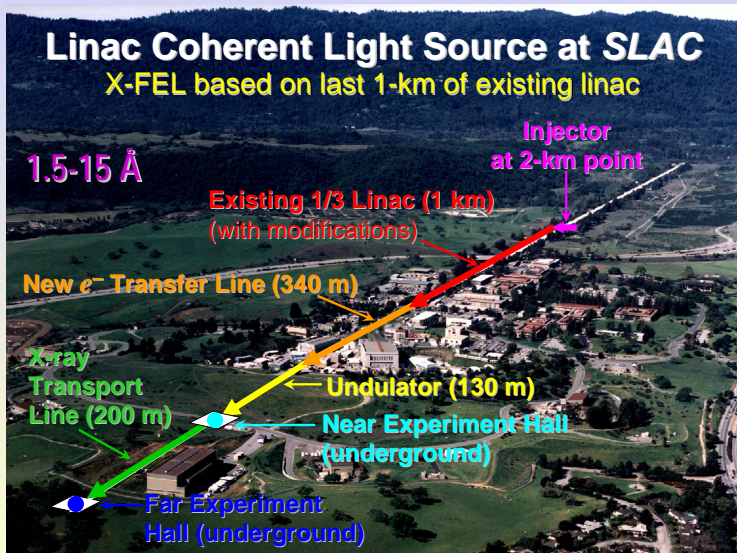 Linac Coherent Light Source at SLAC
X-FEL based on last 1-km of existing linac
Injector
at 2-km point
1.5-15 Å
Existing 1/3 Linac (1 km)
(with modifications)
New e⁻ Transfer Line (340 m)
X-ray
Transport
Line (200 m)
Undulator (130 m)
Near Experiment Hall
(underground)
Far Experiment
Hall (underground)